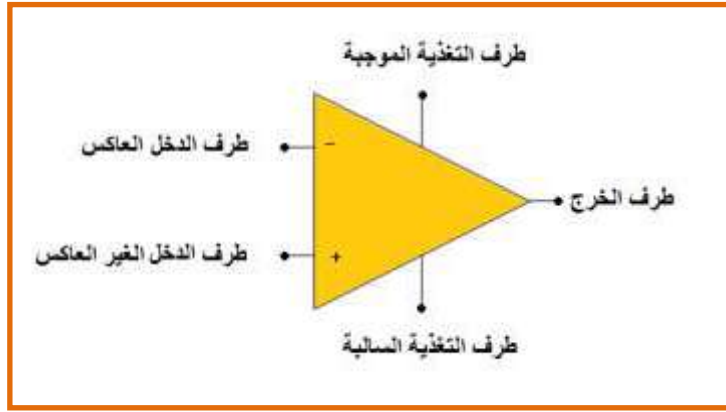 طرف التغذية الموجبة
طرف الدخل العاكس
−
طرف الخرج
طرف الدخل الغير العاكس
+
طرف التغذية السالبة